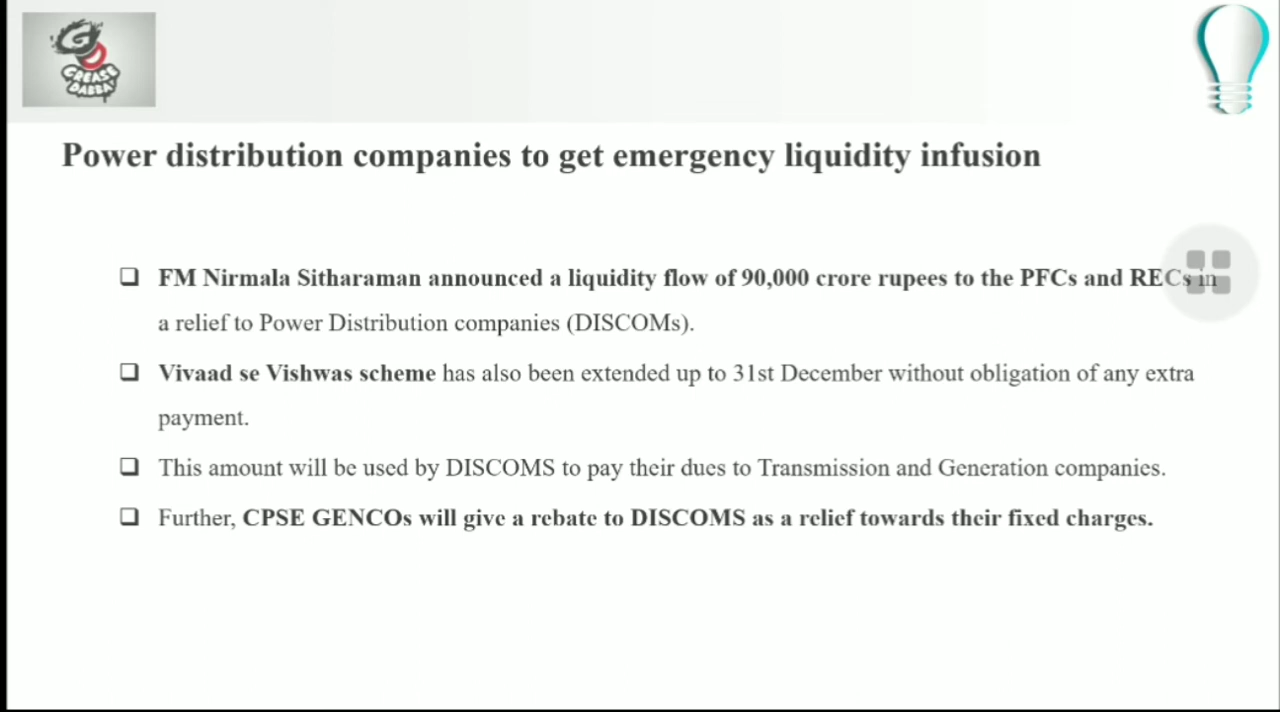 G
GREASE
DABBA
Power distribution companies to get emergency liquidity infusion
❑ FM Nirmala Sitharaman announced a liquidity flow of 90,000 crore rupees to the PFCs and RECs in
a relief to Power Distribution companies (DISCOMs).
❑ Vivaad se Vishwas scheme has also been extended up to 31st December without obligation of any extra
payment.
❑ This amount will be used by DISCOMS to pay their dues to Transmission and Generation companies.
❑ Further, CPSE GENCOs will give a rebate to DISCOMS as a relief towards their fixed charges.